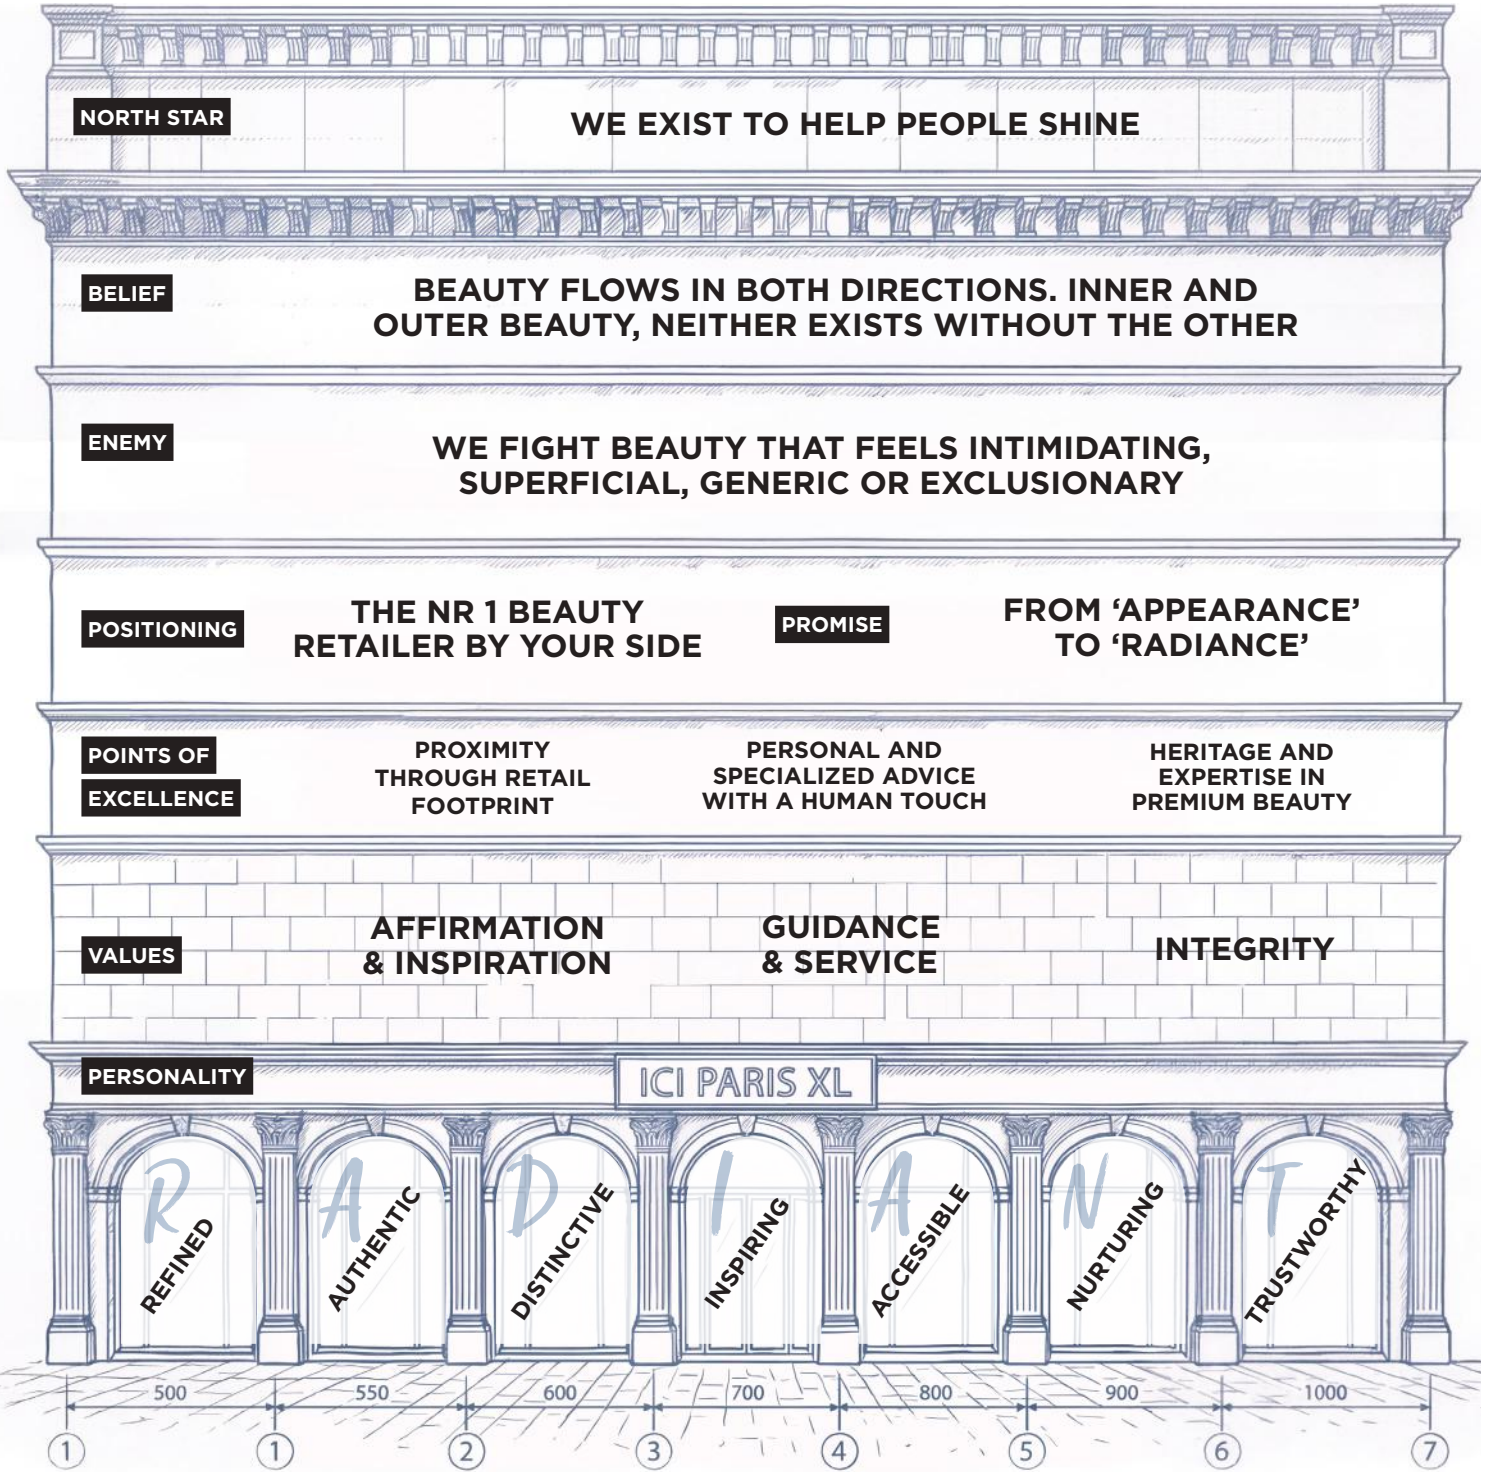 NORTH STAR
WE EXIST TO HELP PEOPLE SHINE
BELIEF
BEAUTY FLOWS IN BOTH DIRECTIONS. INNER AND
OUTER BEAUTY, NEITHER EXISTS WITHOUT THE OTHER
ENEMY
WE FIGHT BEAUTY THAT FEELS INTIMIDATING,
SUPERFICIAL, GENERIC OR EXCLUSIONARY
POSITIONING
THE NR 1 BEAUTY
RETAILER BY YOUR SIDE
PROMISE
FROM ‘APPEARANCE’
TO ‘RADIANCE’
POINTS OF
EXCELLENCE
PROXIMITY
THROUGH RETAIL
FOOTPRINT
PERSONAL AND
SPECIALIZED ADVICE
WITH A HUMAN TOUCH
HERITAGE AND
EXPERTISE IN
PREMIUM BEAUTY
VALUES
AFFIRMATION
& INSPIRATION
GUIDANCE
& SERVICE
INTEGRITY
PERSONALITY
ICI PARIS XL
R A D I A N T
REFINED
AUTHENTIC
DISTINCTIVE
INSPIRING
ACCESSIBLE
NURTURING
TRUSTWORTHY
500 550 600 700 800 900 1000
1 1 2 3 4 5 6 7